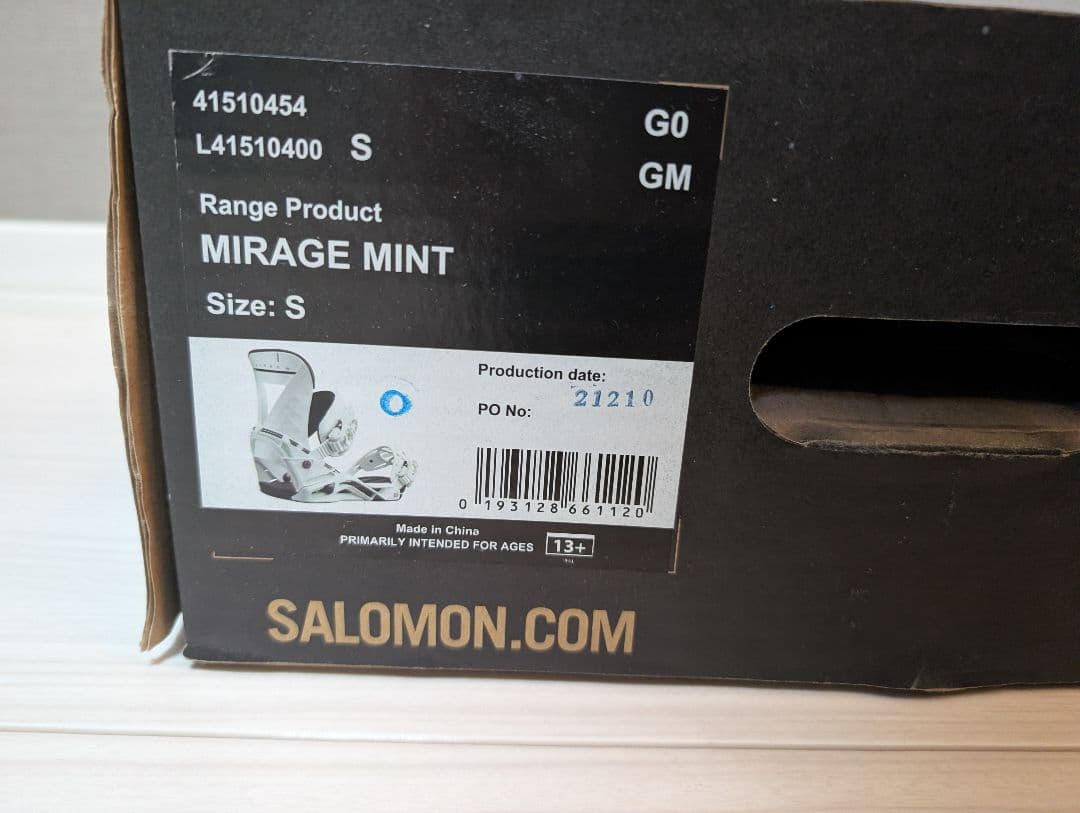 41510454
G0
L41510400 S
GM
Range Product
MIRAGE MINT
Size: S
Production date:
21210
PO No:
0 193128 661120
Made in China
PRIMARILY INTENDED FOR AGES 13+
SALOMON.COM